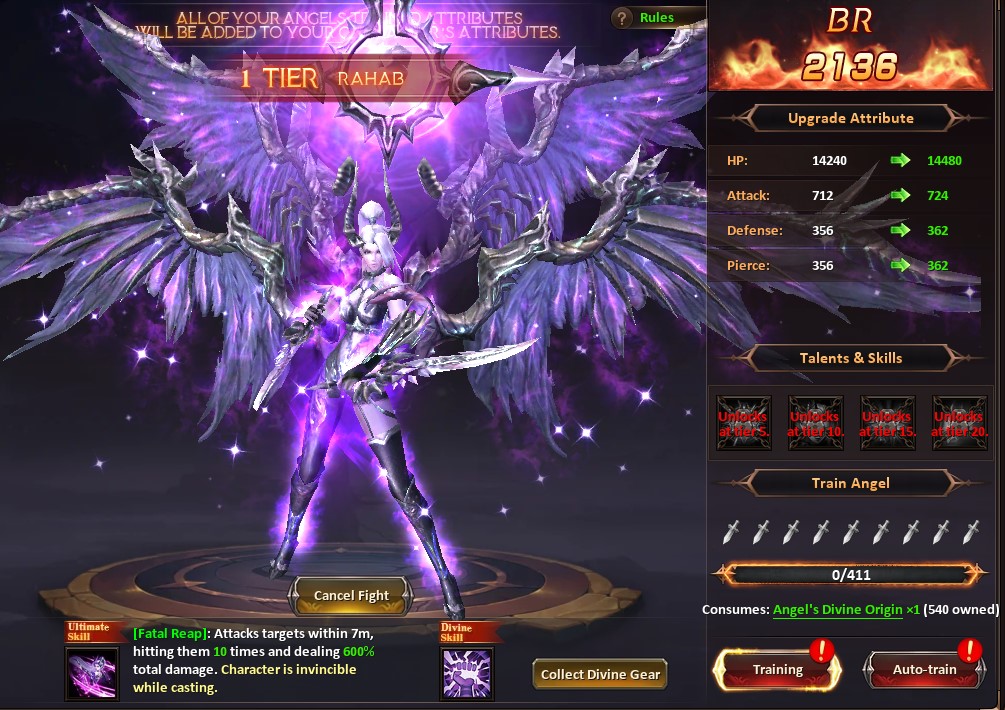 ALL OF YOUR ANGELS' ATTRIBUTES
WILL BE ADDED TO YOUR ATTRIBUTES.
? Rules
1 TIER RAHAB
BR
2136
Upgrade Attribute
HP: 14240 14480
Attack: 712 724
Defense: 356 362
Pierce: 356 362
Talents & Skills
Unlocks at tier 5.
Unlocks at tier 10.
Unlocks at tier 15.
Unlocks at tier 20.
Train Angel
0/411
Consumes: Angel's Divine Origin ×1 (540 owned)
Training
Auto-train
Cancel Fight
Ultimate
Skill
[Fatal Reap]: Attacks targets within 7m,
hitting them 10 times and dealing 600%
total damage. Character is invincible
while casting.
Divine
Skill
Collect Divine Gear